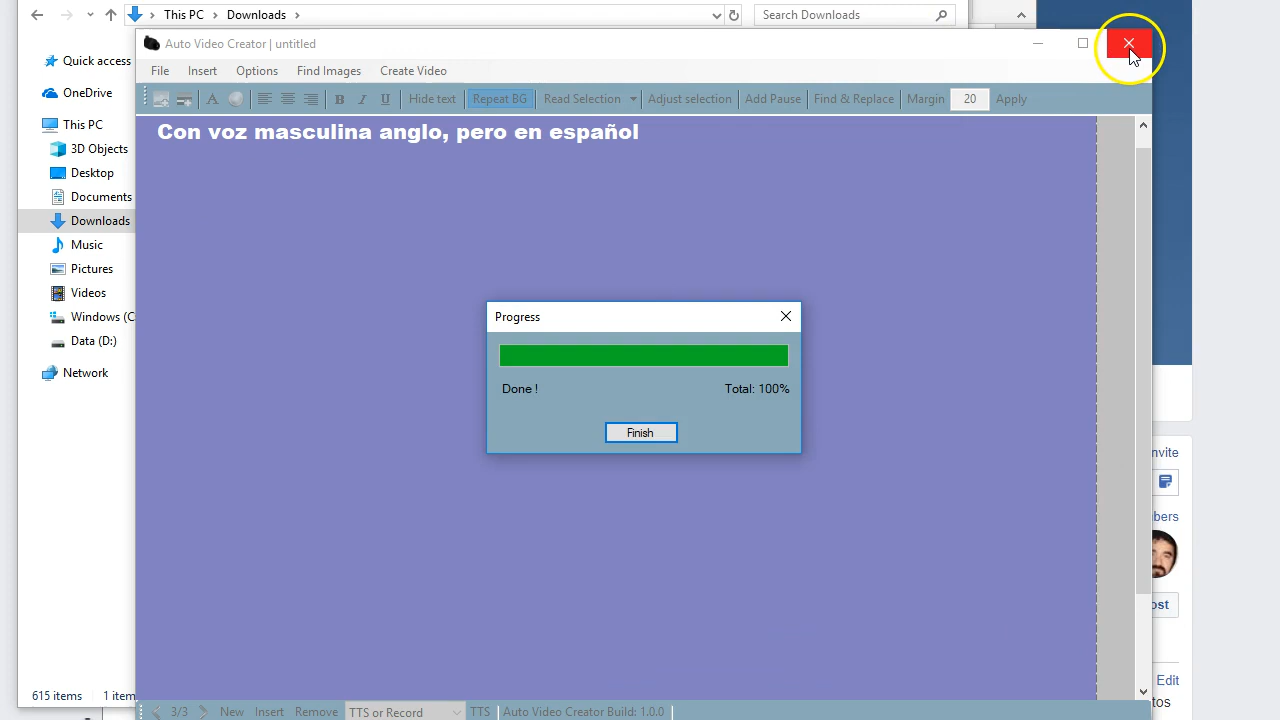 This PC
Downloads
Search Downloads
Auto Video Creator | untitled
Quick access
File
Insert
Options
Find Images
Create Video
OneDrive
A
B
I
U
Hide text
Repeat BG
Read Selection
Adjust selection
Add Pause
Find & Replace
Margin
20
Apply
This PC
Con voz masculina anglo, pero en español
3D Objects
Desktop
Documents
Downloads
Music
Pictures
Videos
Windows (C
Progress
Data (D:)
Network
Done !
Total: 100%
Finish
nvite
bers
ost
Edit
tos
615 items
1 item
3/3
New
Insert
Remove
TTS or Record
TTS
Auto Video Creator Build: 1.0.0